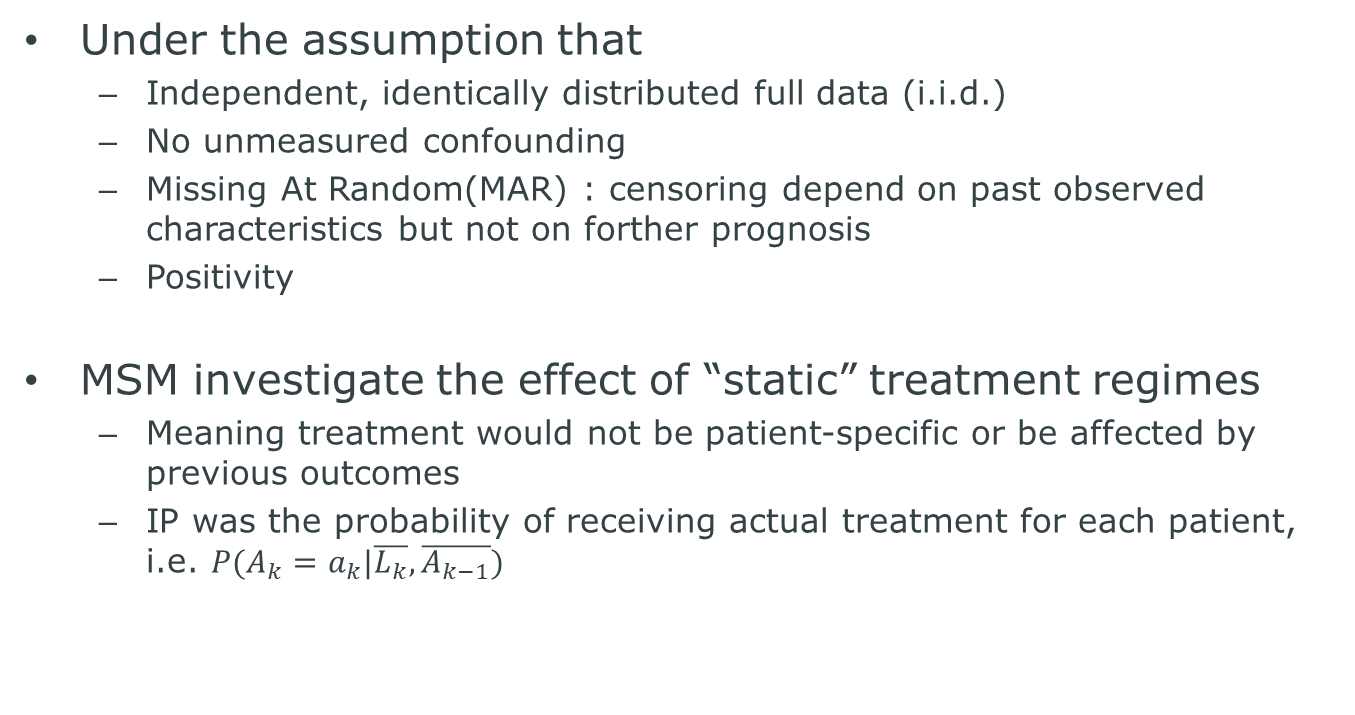 • Under the assumption that
– Independent, identically distributed full data (i.i.d.)
– No unmeasured confounding
– Missing At Random(MAR) : censoring depend on past observed
characteristics but not on forther prognosis
– Positivity
• MSM investigate the effect of “static” treatment regimes
– Meaning treatment would not be patient-specific or be affected by
previous outcomes
– IP was the probability of receiving actual treatment for each patient,
i.e. $P(A_k = a_k|\overline{L_k}, \overline{A_{k-1}})$